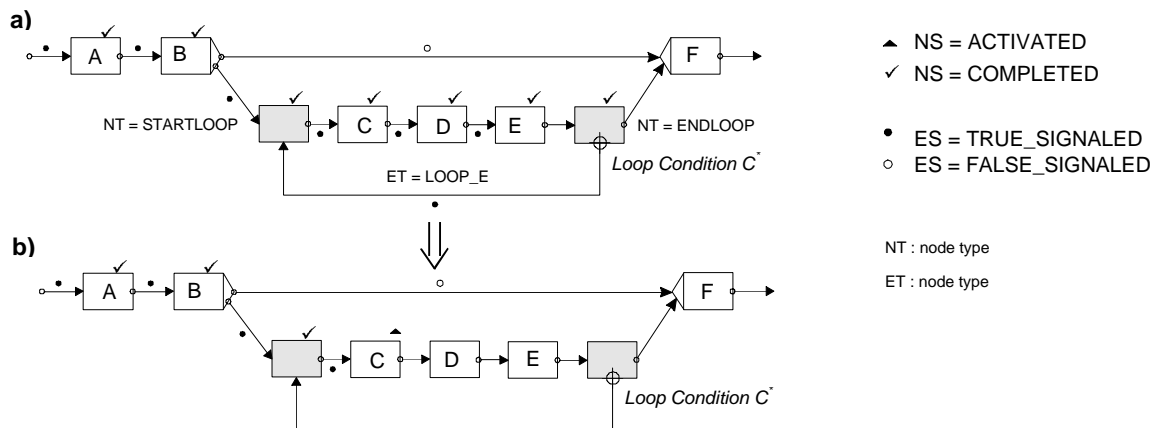 a)
A
B
F
NT = STARTLOOP
C
D
E
NT = ENDLOOP
Loop Condition C*
ET = LOOP_E
NS = ACTIVATED
NS = COMPLETED
ES = TRUE_SIGNALED
ES = FALSE_SIGNALED
NT : node type
ET : node type
b)
A
B
F
C
D
E
Loop Condition C*